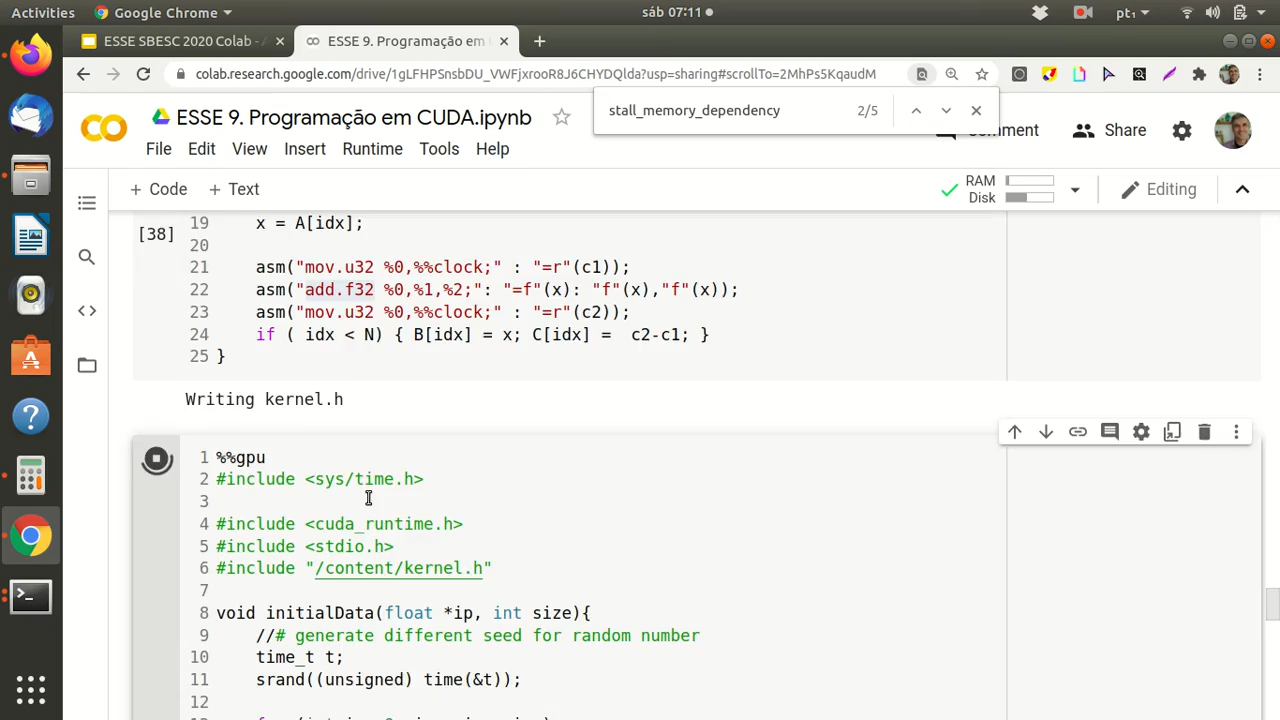 Activities Google Chrome sáb 07:11 pt1
ESSE SBESC 2020 Colab - A × ESSE 9. Programação em × +
colab.research.google.com/drive/1gLFHPSnsbDU_VWFjxrooR8J6CHYDQlda?usp=sharing#scrollTo=2MhPs5KqaudM
stall_memory_dependency 2/5
ESSE 9. Programação em CUDA.ipynb
Comment Share
File Edit View Insert Runtime Tools Help
+ Code + Text RAM Disk Editing
[38]
19 x = A[idx];
20
21 asm("mov.u32 %0,%%clock;" : "=r"(c1));
22 asm("add.f32 %0,%1,%2;": "=f"(x): "f"(x),"f"(x));
23 asm("mov.u32 %0,%%clock;" : "=r"(c2));
24 if ( idx < N) { B[idx] = x; C[idx] = c2-c1; }
25 }
Writing kernel.h
1 %%gpu
2 #include <sys/time.h>
3
4 #include <cuda_runtime.h>
5 #include <stdio.h>
6 #include "/content/kernel.h"
7
8 void initialData(float *ip, int size){
9 //# generate different seed for random number
10 time_t t;
11 srand((unsigned) time(&t));
12